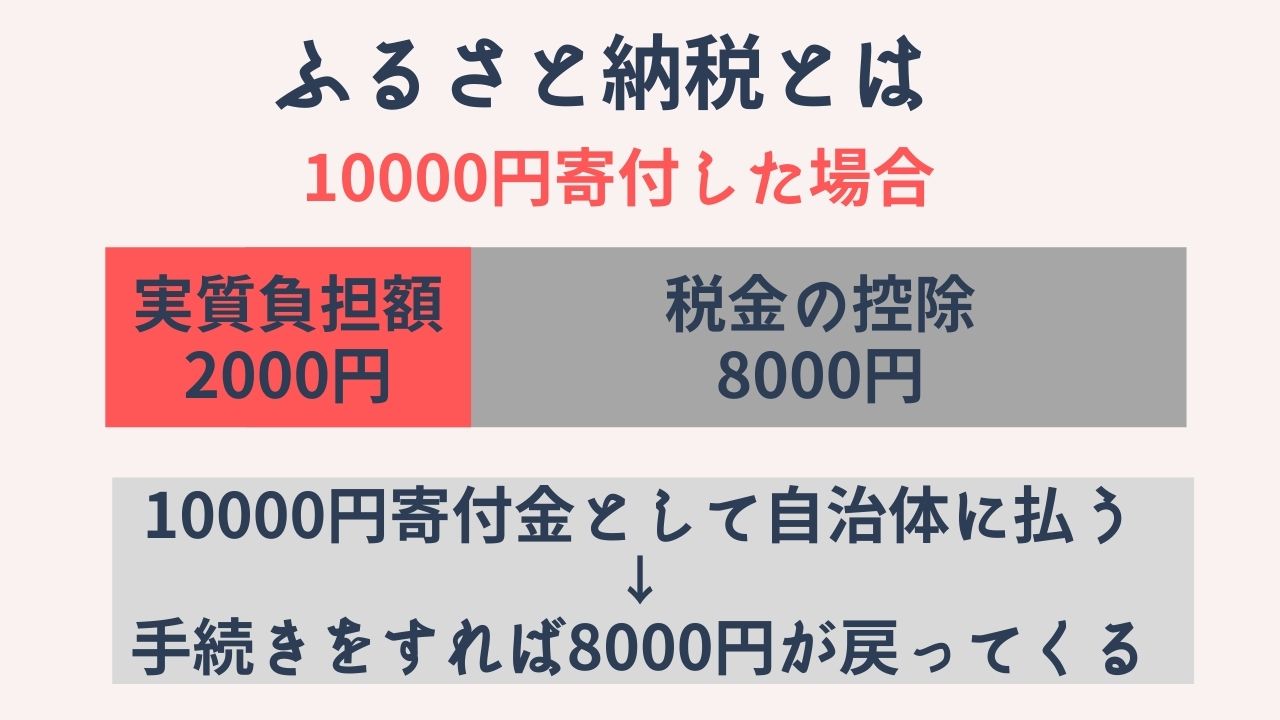 ふるさと納税とは
10000円寄付した場合
実質負担額
2000円
税金の控除
8000円
10000円寄付金として自治体に払う
↓
手続きをすれば8000円が戻ってくる